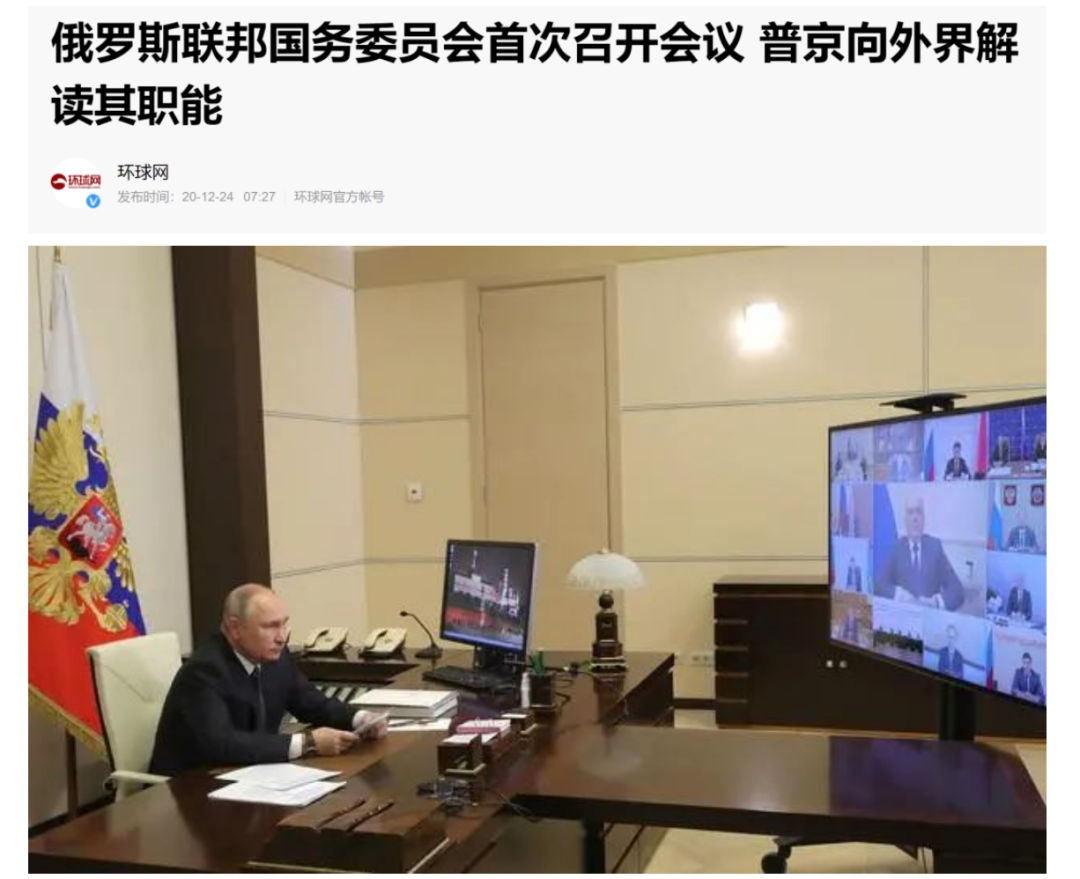 俄罗斯联邦国务委员会首次召开会议 普京向外界解
读其职能
环球网
环球网
发布时间：20-12-24 07:27 环球网官方帐号